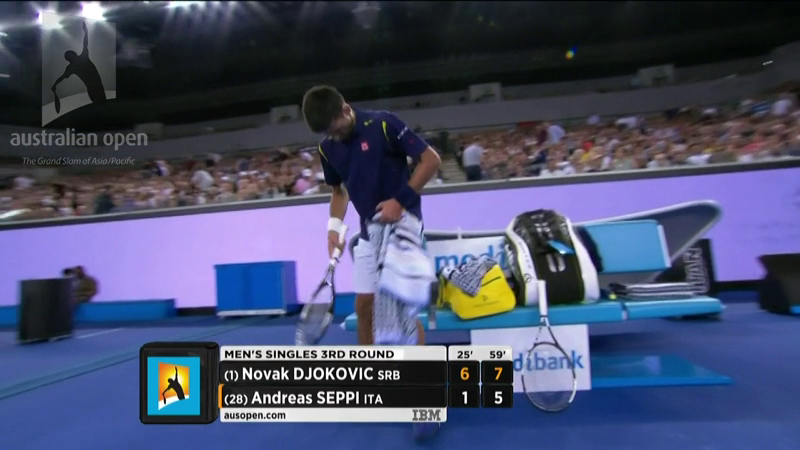 australian open
The Grand Slam of Asia/Pacific
medi
dibank
MEN'S SINGLES 3RD ROUND 25' 59'
(1) Novak DJOKOVIC SRB 6 7
(28) Andreas SEPPI ITA 1 5
ausopen.com IBM